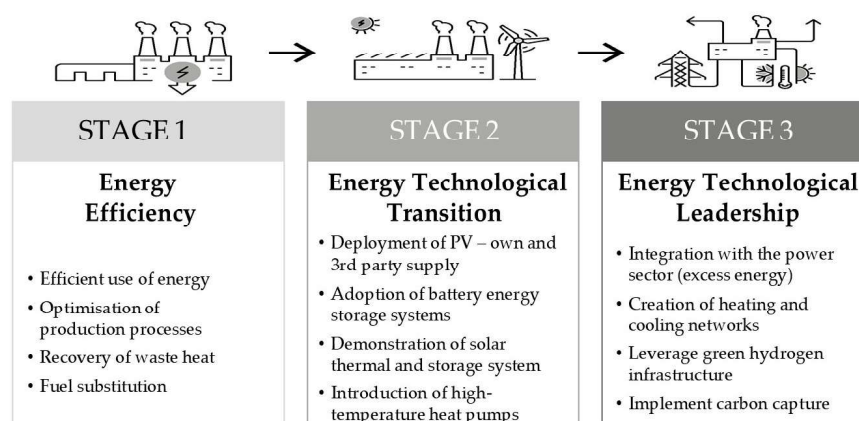 STAGE 1
Energy
Efficiency
• Efficient use of energy
• Optimisation of
production processes
• Recovery of waste heat
• Fuel substitution
STAGE 2
Energy Technological
Transition
• Deployment of PV – own and
3rd party supply
• Adoption of battery energy
storage systems
• Demonstration of solar
thermal and storage system
• Introduction of high-
temperature heat pumps
STAGE 3
Energy Technological
Leadership
• Integration with the power
sector (excess energy)
• Creation of heating and
cooling networks
• Leverage green hydrogen
infrastructure
• Implement carbon capture